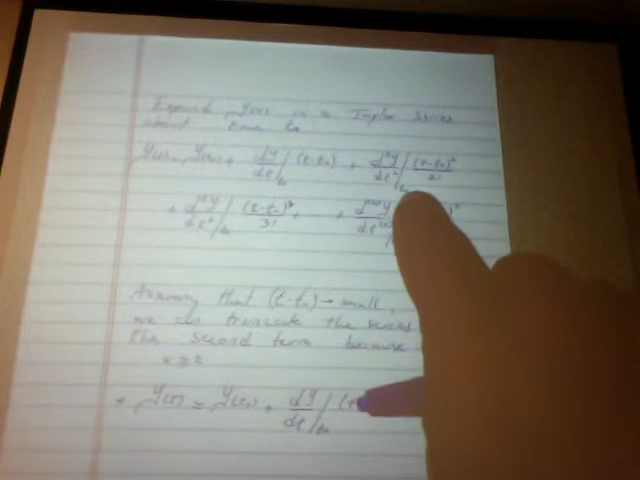 Expand y(t) in a Taylor series
about time t₀.
y(t) = y(t₀) + dy/dt|t₀ (t-t₀) + d²y/dt²|t₀ (t-t₀)²/2!
+ d³y/dt³|t₀ (t-t₀)³/3! + ... +
Assuming that (t-t₀) → small,
we can truncate the series
the second term because
≥ 2
y(t) ≈ y(t₀) + dy/dt|t₀ (t